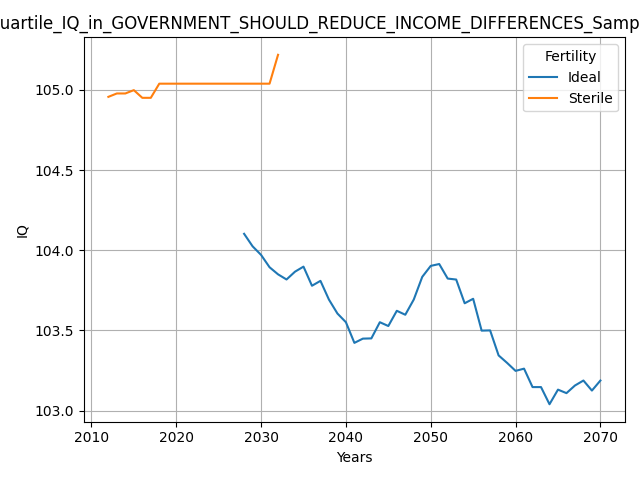 uartile_IQ_in_GOVERNMENT_SHOULD_REDUCE_INCOME_DIFFERENCES_Samp
Fertility
Ideal
Sterile
IQ
105.0
104.5
104.0
103.5
103.0
2010 2020 2030 2040 2050 2060 2070
Years